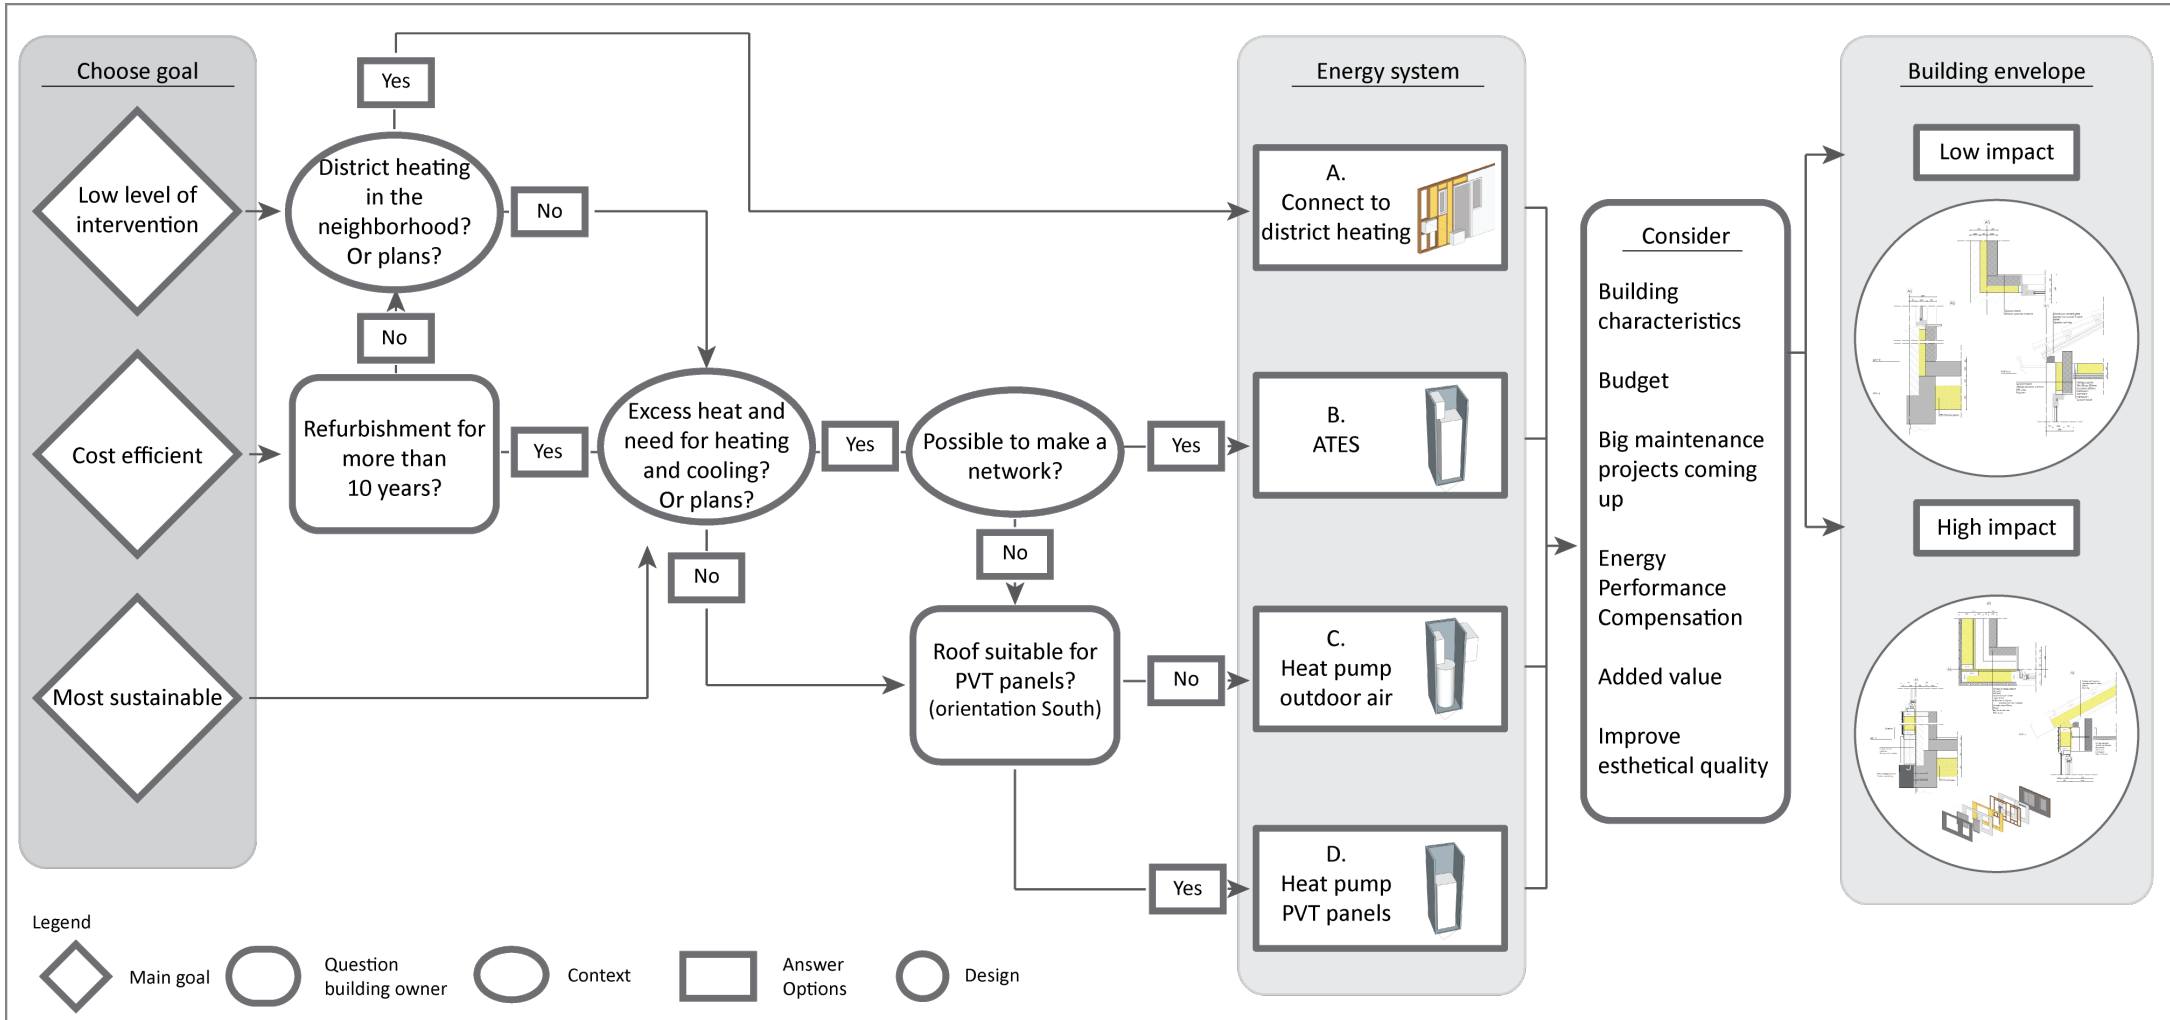 Choose goal
Low level of
intervention
Cost efficient
Most sustainable
Yes
District heating
in the
neighborhood?
Or plans?
No
No
Refurbishment for
more than
10 years?
Yes
Excess heat and
need for heating
and cooling?
Or plans?
Yes
No
Possible to make a
network?
Yes
No
Roof suitable for
PVT panels?
(orientation South)
No
Yes
Energy system
A.
Connect to
district heating
B.
ATES
C.
Heat pump
outdoor air
D.
Heat pump
PVT panels
Consider
Building
characteristics
Budget
Big maintenance
projects coming
up
Energy
Performance
Compensation
Added value
Improve
esthetical quality
Building envelope
Low impact
High impact
Legend
Main goal
Question
building owner
Context
Answer
Options
Design